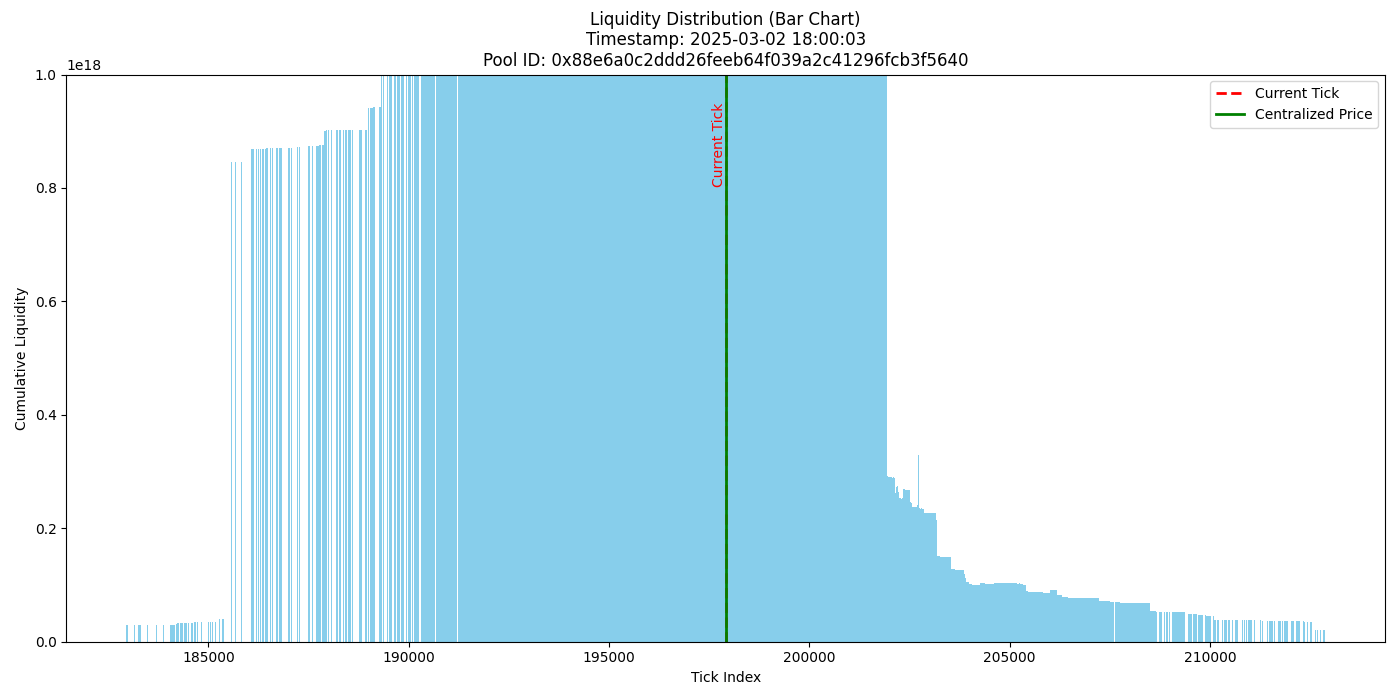 Liquidity Distribution (Bar Chart)
Timestamp: 2025-03-02 18:00:03
Pool ID: 0x88e6a0c2ddd26feeb64f039a2c41296fcb3f5640
1e18
1.0
0.8
0.6
0.4
0.2
0.0
Cumulative Liquidity
Current Tick
Current Tick
Centralized Price
185000 190000 195000 200000 205000 210000
Tick Index